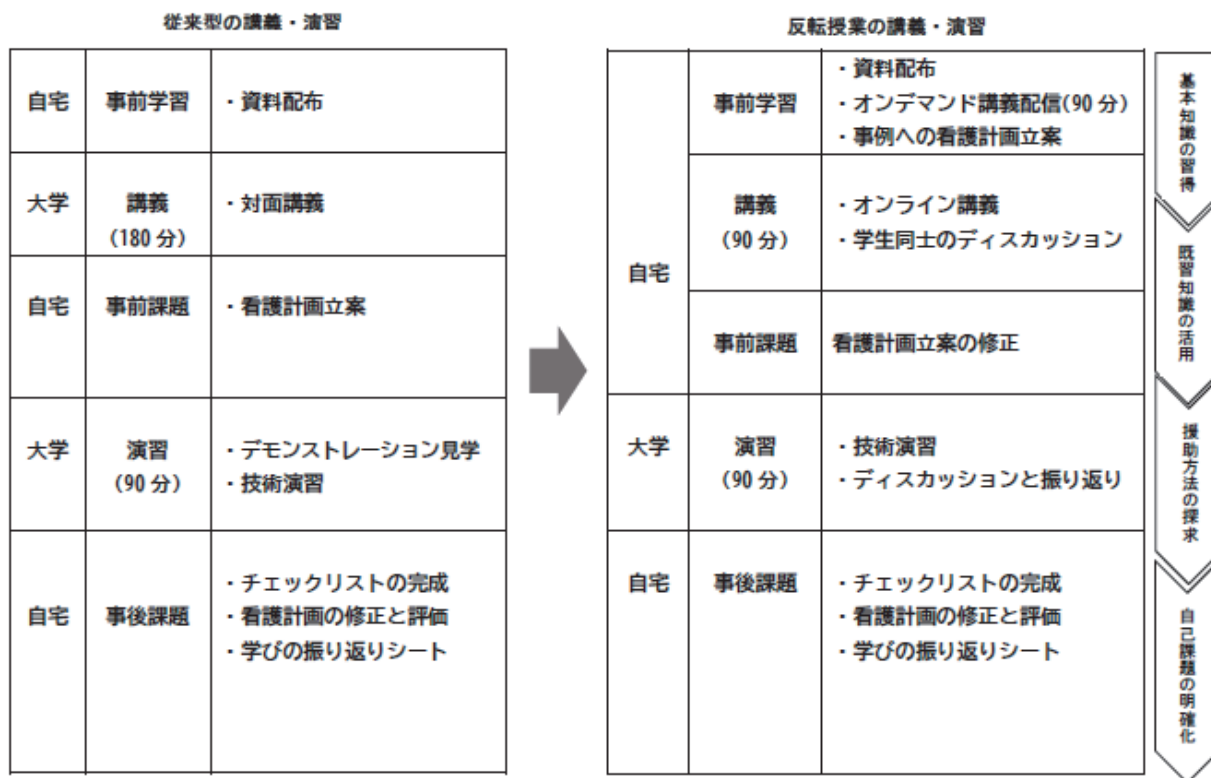 従来型の講義・演習
自宅
事前学習
・資料配布
大学
講義
(180 分)
・対面講義
自宅
事前課題
・看護計画立案
大学
演習
(90 分)
・デモンストレーション見学
・技術演習
自宅
事後課題
・チェックリストの完成
・看護計画の修正と評価
・学びの振り返りシート
反転授業の講義・演習
自宅
事前学習
・資料配布
・オンデマンド講義配信(90 分)
・事例への看護計画立案
講義
(90 分)
・オンライン講義
・学生同士のディスカッション
事前課題
看護計画立案の修正
大学
演習
(90 分)
・技術演習
・ディスカッションと振り返り
自宅
事後課題
・チェックリストの完成
・看護計画の修正と評価
・学びの振り返りシート
基本知識の習得
既習知識の活用
援助方法の探求
自己課題の明確化